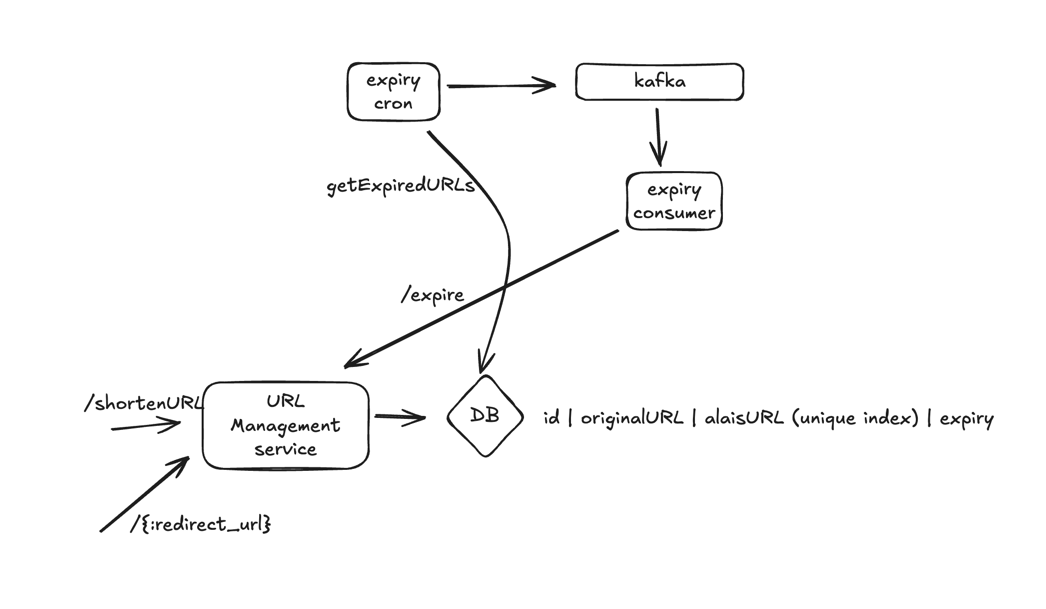 expiry
cron
kafka
getExpiredURLs
expiry
consumer
/expire
/shortenURL
URL
Management
service
DB
id | originalURL | alaisURL (unique index) | expiry
/{:redirect_url}